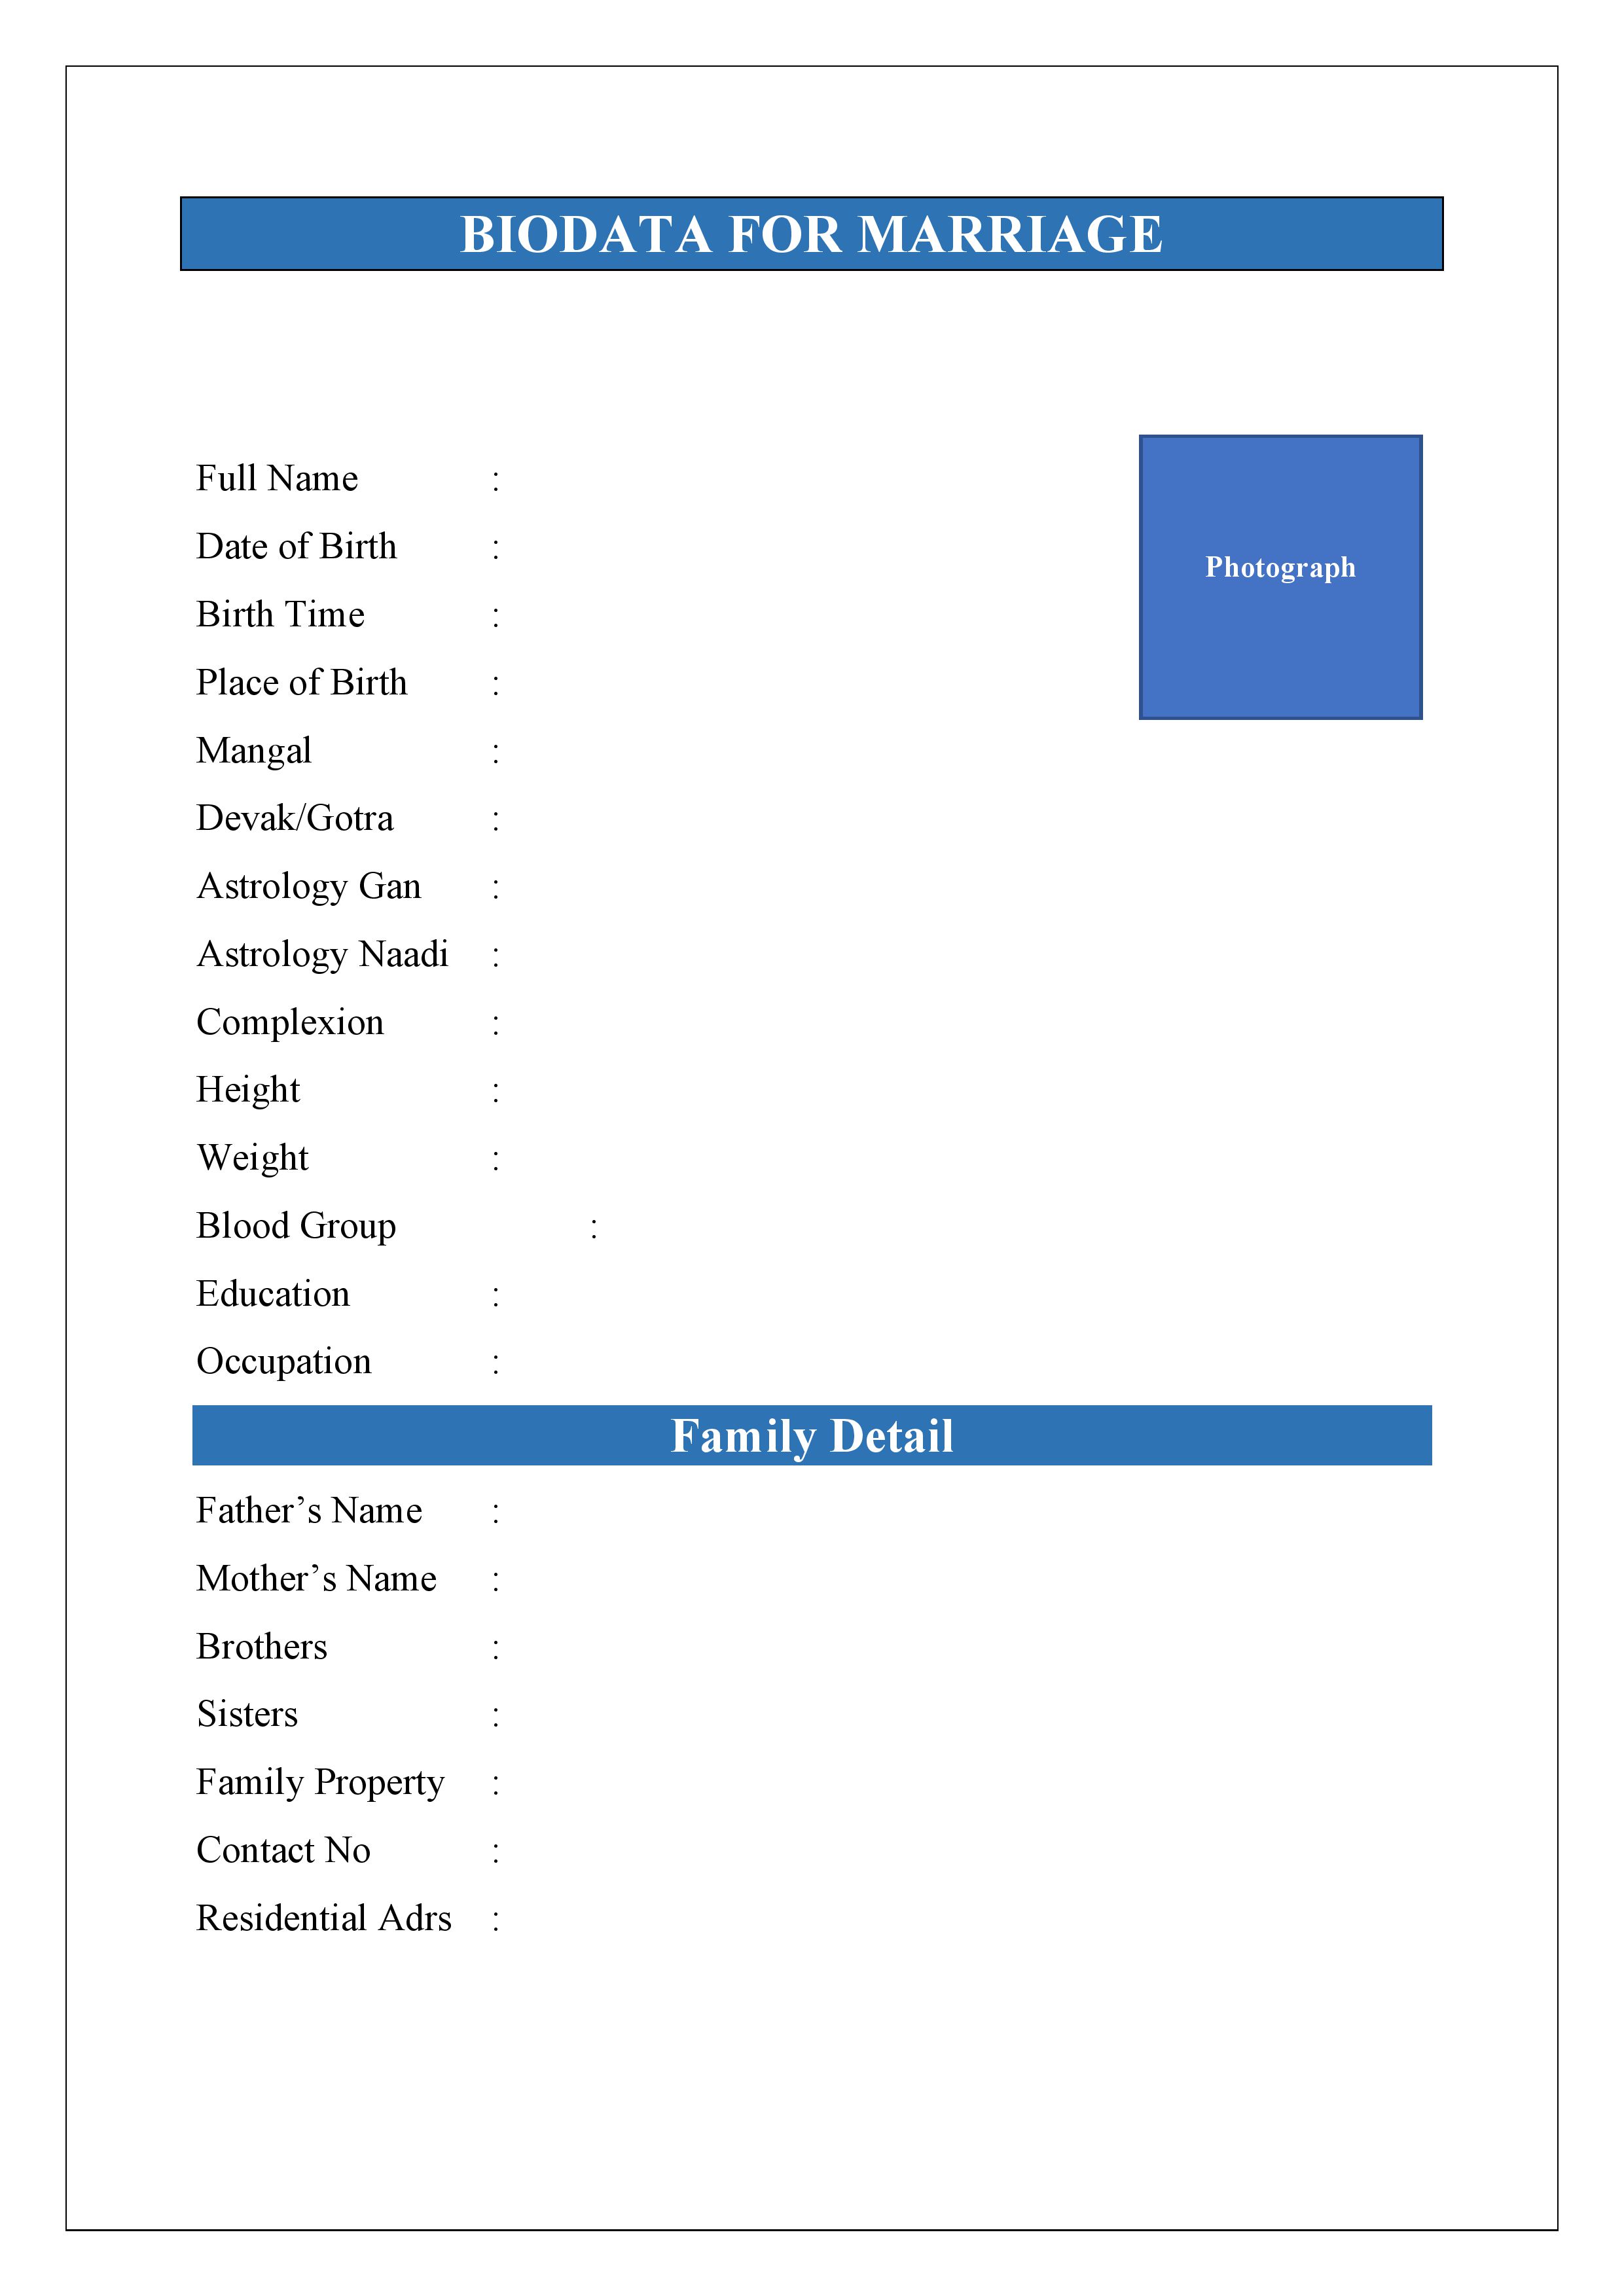 BIODATA FOR MARRIAGE
Full Name :
Date of Birth :
Birth Time :
Place of Birth :
Photograph
Mangal :
Devak/Gotra :
Astrology Gan :
Astrology Naadi :
Complexion :
Height :
Weight :
Blood Group :
Education :
Occupation :
Family Detail
Father’s Name :
Mother’s Name :
Brothers :
Sisters :
Family Property :
Contact No :
Residential Adrs :